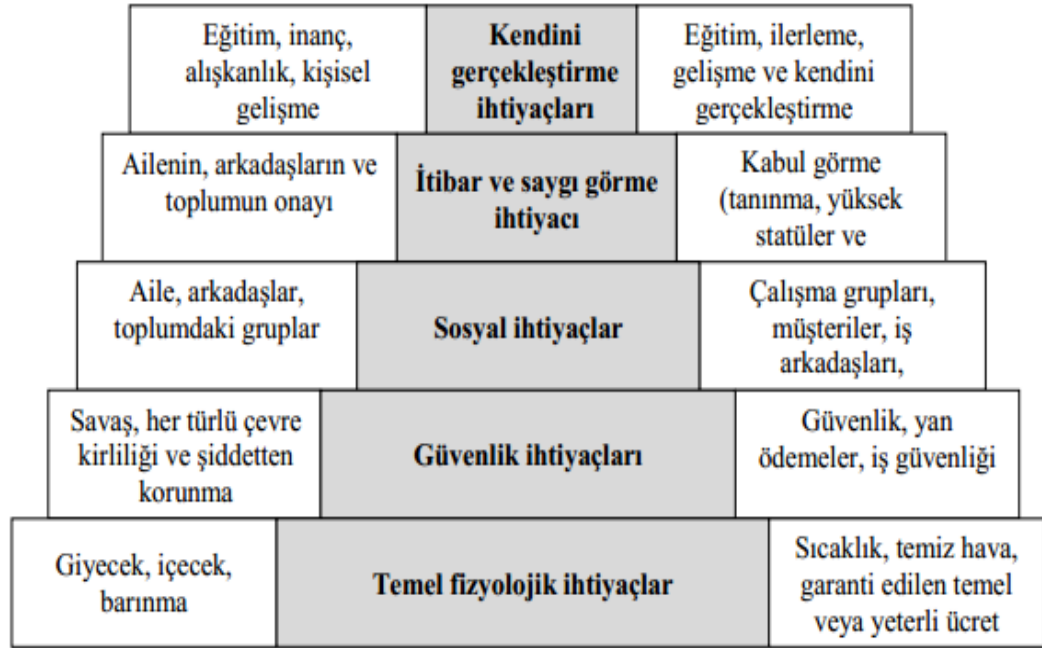 Eğitim, inanç,
alışkanlık, kişisel
gelişme
Kendini
gerçekleştirme
ihtiyaçları
Eğitim, ilerleme,
gelişme ve kendini
gerçekleştirme
Ailenin, arkadaşların ve
toplumun onayı
İtibar ve saygı görme
ihtiyacı
Kabul görme
(tanınma, yüksek
statüler ve
Aile, arkadaşlar,
toplumdaki gruplar
Sosyal ihtiyaçlar
Çalışma grupları,
müşteriler, iş
arkadaşları,
Savaş, her türlü çevre
kirliliği ve şiddetten
korunma
Güvenlik ihtiyaçları
Güvenlik, yan
ödemeler, iş güvenliği
Giyecek, içecek,
barınma
Temel fizyolojik ihtiyaçlar
Sıcaklık, temiz hava,
garanti edilen temel
veya yeterli ücret